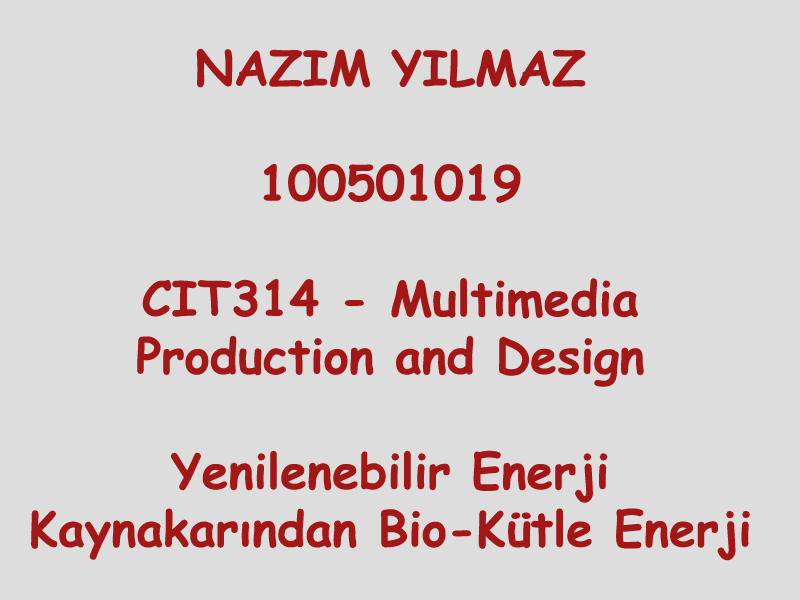 NAZIM YILMAZ
100501019
CIT314 - Multimedia
Production and Design
Yenilenebilir Enerji
Kaynakarından Bio-Kütle Enerji